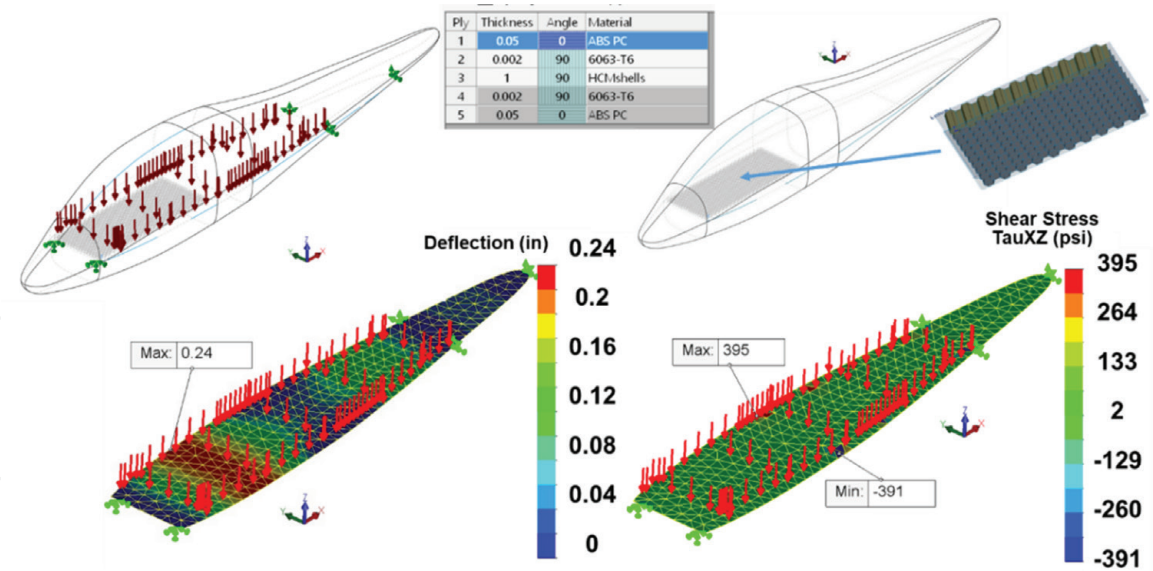 Ply Thickness Angle Material
1 0.05 0 ABS PC
2 0.002 90 6063-T6
3 1 90 HCMshells
4 0.002 90 6063-T6
5 0.05 0 ABS PC
Deflection (in)
0.24
0.2
0.16
0.12
0.08
0.04
0
Max: 0.24
Shear Stress
TauXZ (psi)
395
264
133
2
-129
-260
-391
Max: 395
Min: -391